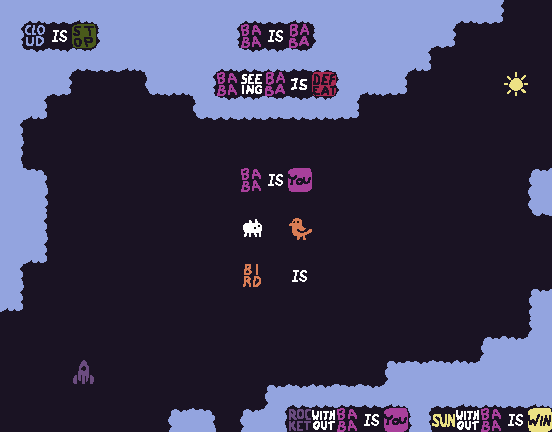 CLOUD IS STOP
BABA IS BABA
BABA SEEING BABA IS DEFEAT
BABA IS YOU
BIRD IS
ROCKET WITHOUT BABA IS YOU
SUN WITHOUT BABA IS WIN